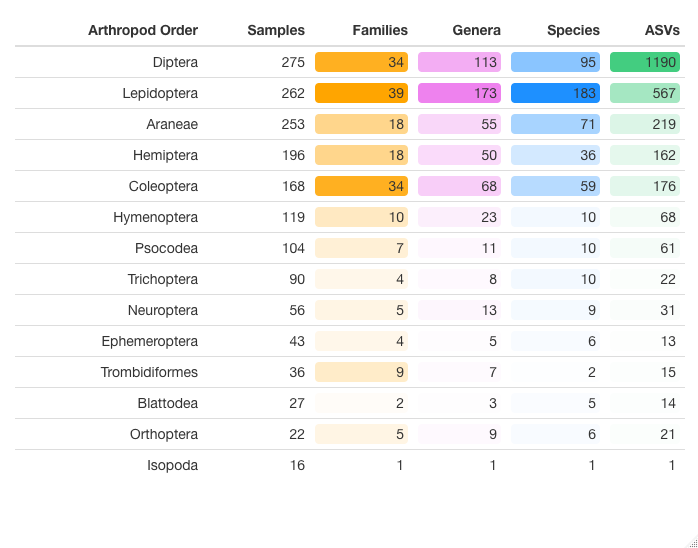 Arthropod Order Samples Families Genera Species ASVs
Diptera 275 34 113 95 1190
Lepidoptera 262 39 173 183 567
Araneae 253 18 55 71 219
Hemiptera 196 18 50 36 162
Coleoptera 168 34 68 59 176
Hymenoptera 119 10 23 10 68
Psocodea 104 7 11 10 61
Trichoptera 90 4 8 10 22
Neuroptera 56 5 13 9 31
Ephemeroptera 43 4 5 6 13
Trombidiformes 36 9 7 2 15
Blattodea 27 2 3 5 14
Orthoptera 22 5 9 6 21
Isopoda 16 1 1 1 1